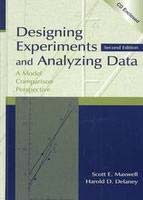 CD Enclosed
Designing
Experiments Second Edition
and Analyzing
Data
A Model
Comparison
Perspective
Scott E. Maxwell
Harold D. Delaney